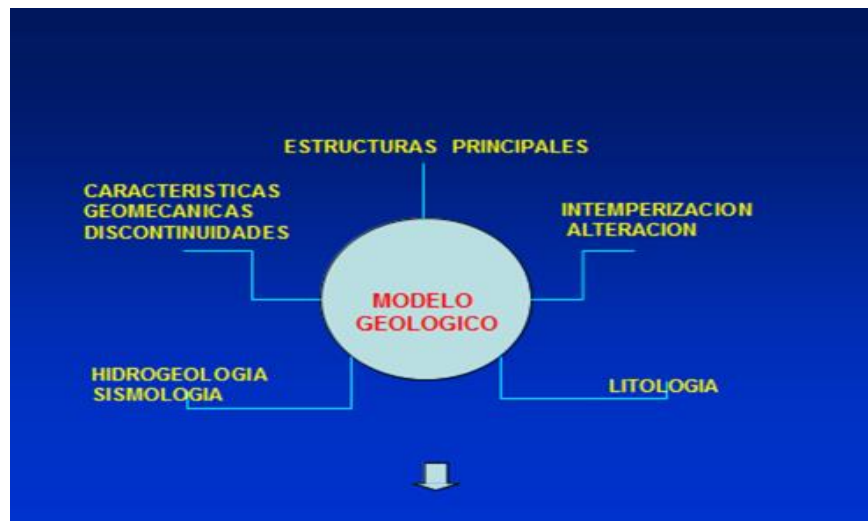 ESTRUCTURAS PRINCIPALES
CARACTERISTICAS
GEOMECANICAS
DISCONTINUIDADES
INTEMPERIZACION
ALTERACION
MODELO
GEOLOGICO
HIDROGEOLOGIA
SISMOLOGIA
LITOLOGIA